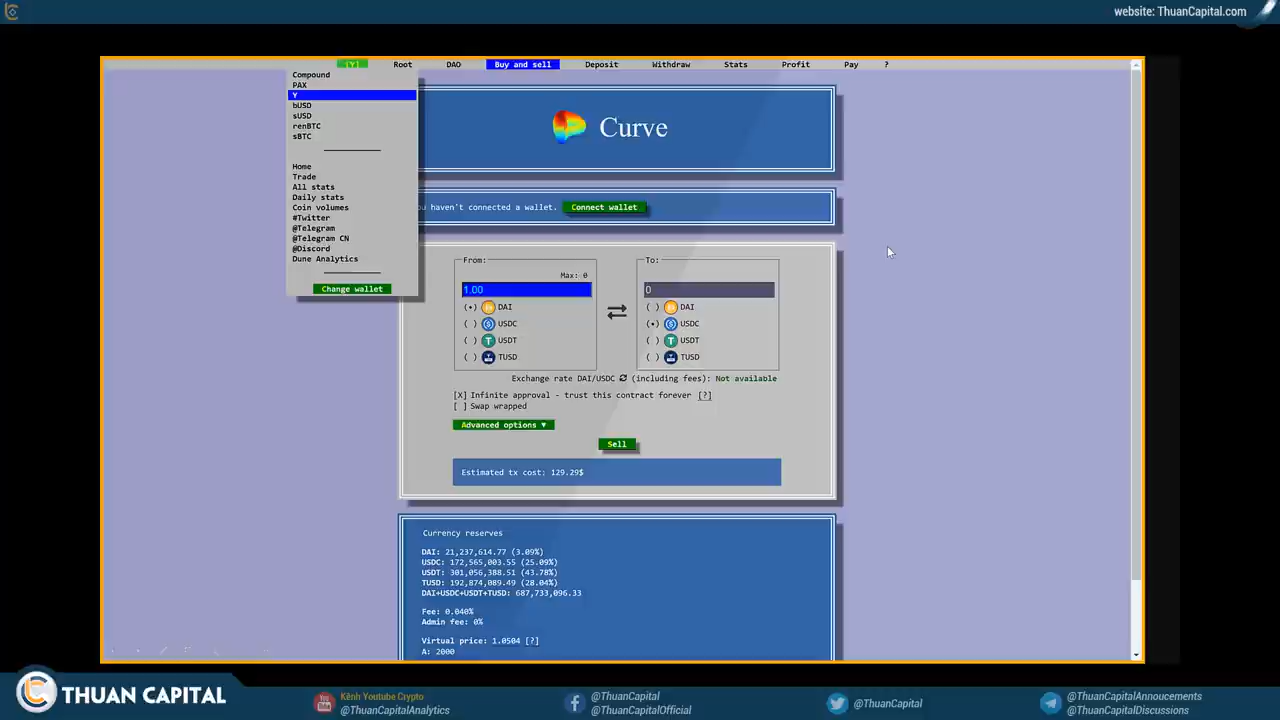 website: ThuanCapital.com
[Y] Root DAO Buy and sell Deposit Withdraw Stats Profit Pay ?
Compound
PAX
Y
bUSD
sUSD
renBTC
sBTC
Home
Trade
All stats
Daily stats
Coin volumes
#Twitter
@Telegram
@Telegram CN
@Discord
Dune Analytics
Change wallet
Curve
u haven't connected a wallet. Connect wallet
From: To:
Max: 0
1.00 0
(•) DAI ( ) DAI
( ) USDC (•) USDC
( ) USDT ( ) USDT
( ) TUSD ( ) TUSD
Exchange rate DAI/USDC (including fees): Not available
[X] Infinite approval - trust this contract forever [?]
[ ] Swap wrapped
Advanced options ▼
Sell
Estimated tx cost: 129.29$
Currency reserves
DAI: 21,237,614.77 (3.09%)
USDC: 172,565,003.55 (25.09%)
USDT: 301,056,388.51 (43.78%)
TUSD: 192,874,089.49 (28.04%)
DAI+USDC+USDT+TUSD: 687,733,096.33
Fee: 0.040%
Admin fee: 0%
Virtual price: 1.0504 [?]
A: 2000
THUAN CAPITAL
Kênh Youtube Crypto
@ThuanCapitalAnalytics
@ThuanCapital
@ThuanCapitalOfficial
@ThuanCapital
@ThuanCapitalAnnoucements
@ThuanCapitalDiscussions